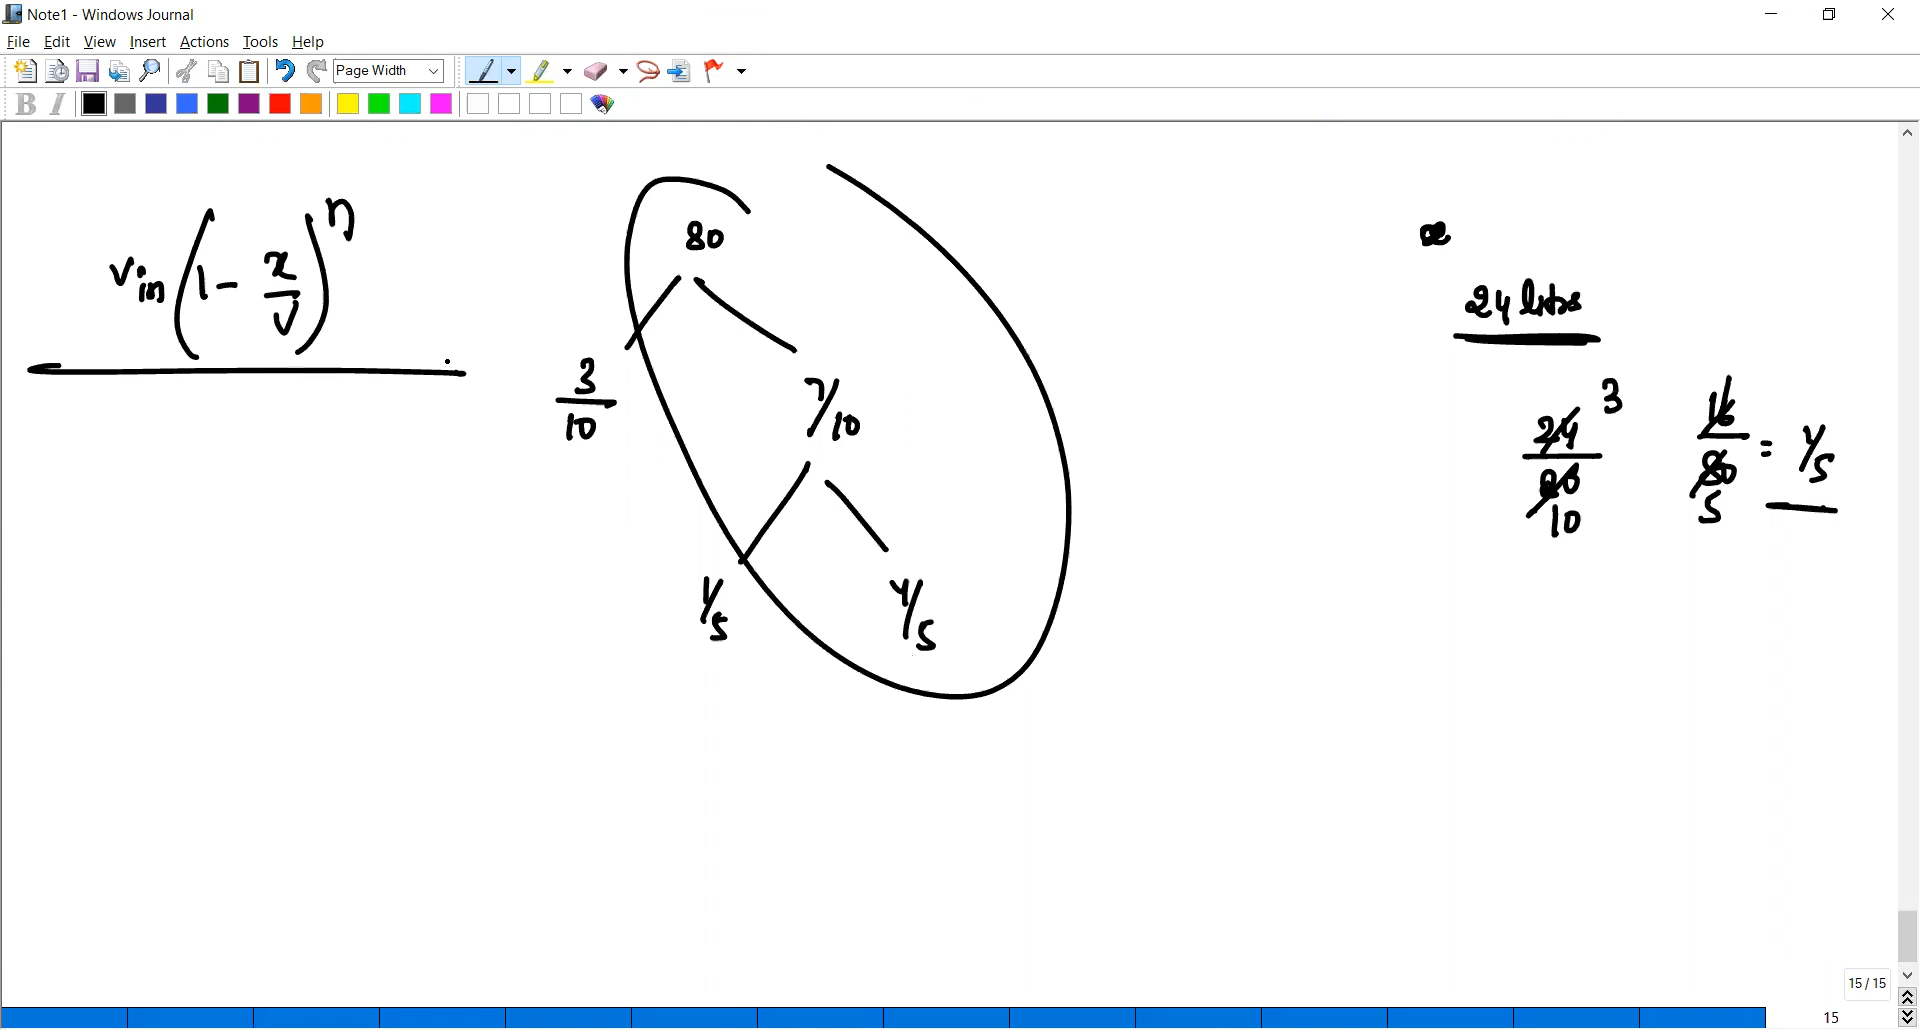 Note1 - Windows Journal
File Edit View Insert Actions Tools Help
Page Width
B I
Vin(1 - x/V)^n
80
3/10
7/10
1/5
4/5
24 litre
24/80 3
10
16/80 = 1/5
5
15 / 15
15